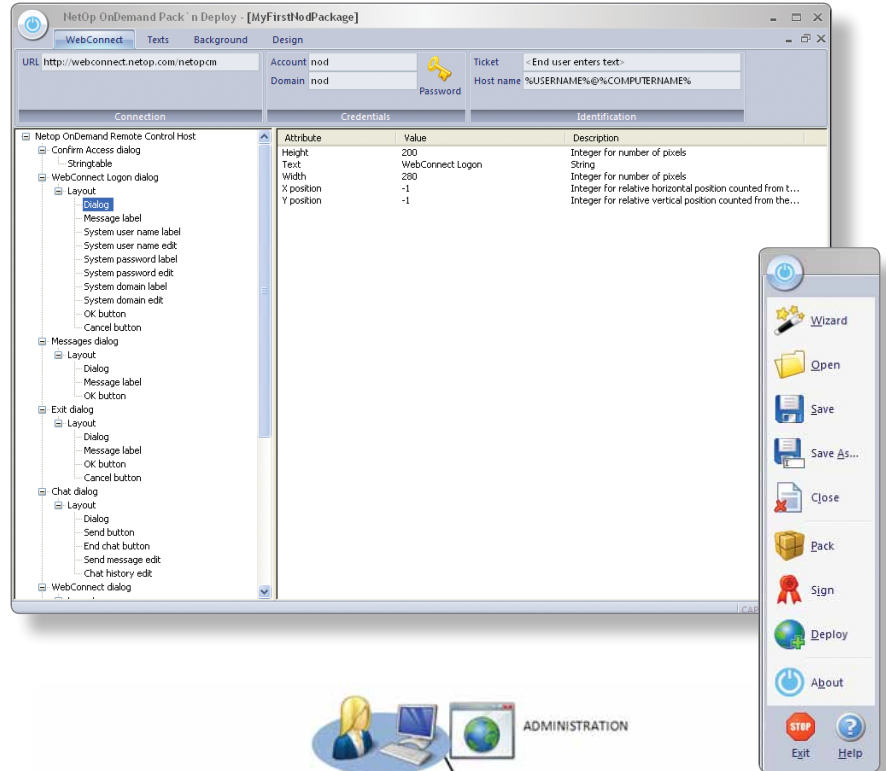 NetOp OnDemand Pack`n Deploy - [MyFirstNodPackage]
WebConnect Texts Background Design
URL http://webconnect.netop.com/netopcm
Account nod
Domain nod
Password
Ticket <End user enters text>
Host name %USERNAME%@%COMPUTERNAME%
Connection Credentials Identification
Netop OnDemand Remote Control Host
Confirm Access dialog
Stringtable
WebConnect Logon dialog
Layout
Dialog
Message label
System user name label
System user name edit
System password label
System password edit
System domain label
System domain edit
OK button
Cancel button
Messages dialog
Layout
Dialog
Message label
OK button
Exit dialog
Layout
Dialog
Message label
OK button
Cancel button
Chat dialog
Layout
Dialog
Send button
End chat button
Send message edit
Chat history edit
WebConnect dialog
Attribute Value Description
Height 200 Integer for number of pixels
Text WebConnect Logon String
Width 280 Integer for number of pixels
X position -1 Integer for relative horizontal position counted from t...
Y position -1 Integer for relative vertical position counted from the...
CAP
Wizard
Open
Save
Save As...
Close
Pack
Sign
Deploy
About
STOP
Exit Help
ADMINISTRATION